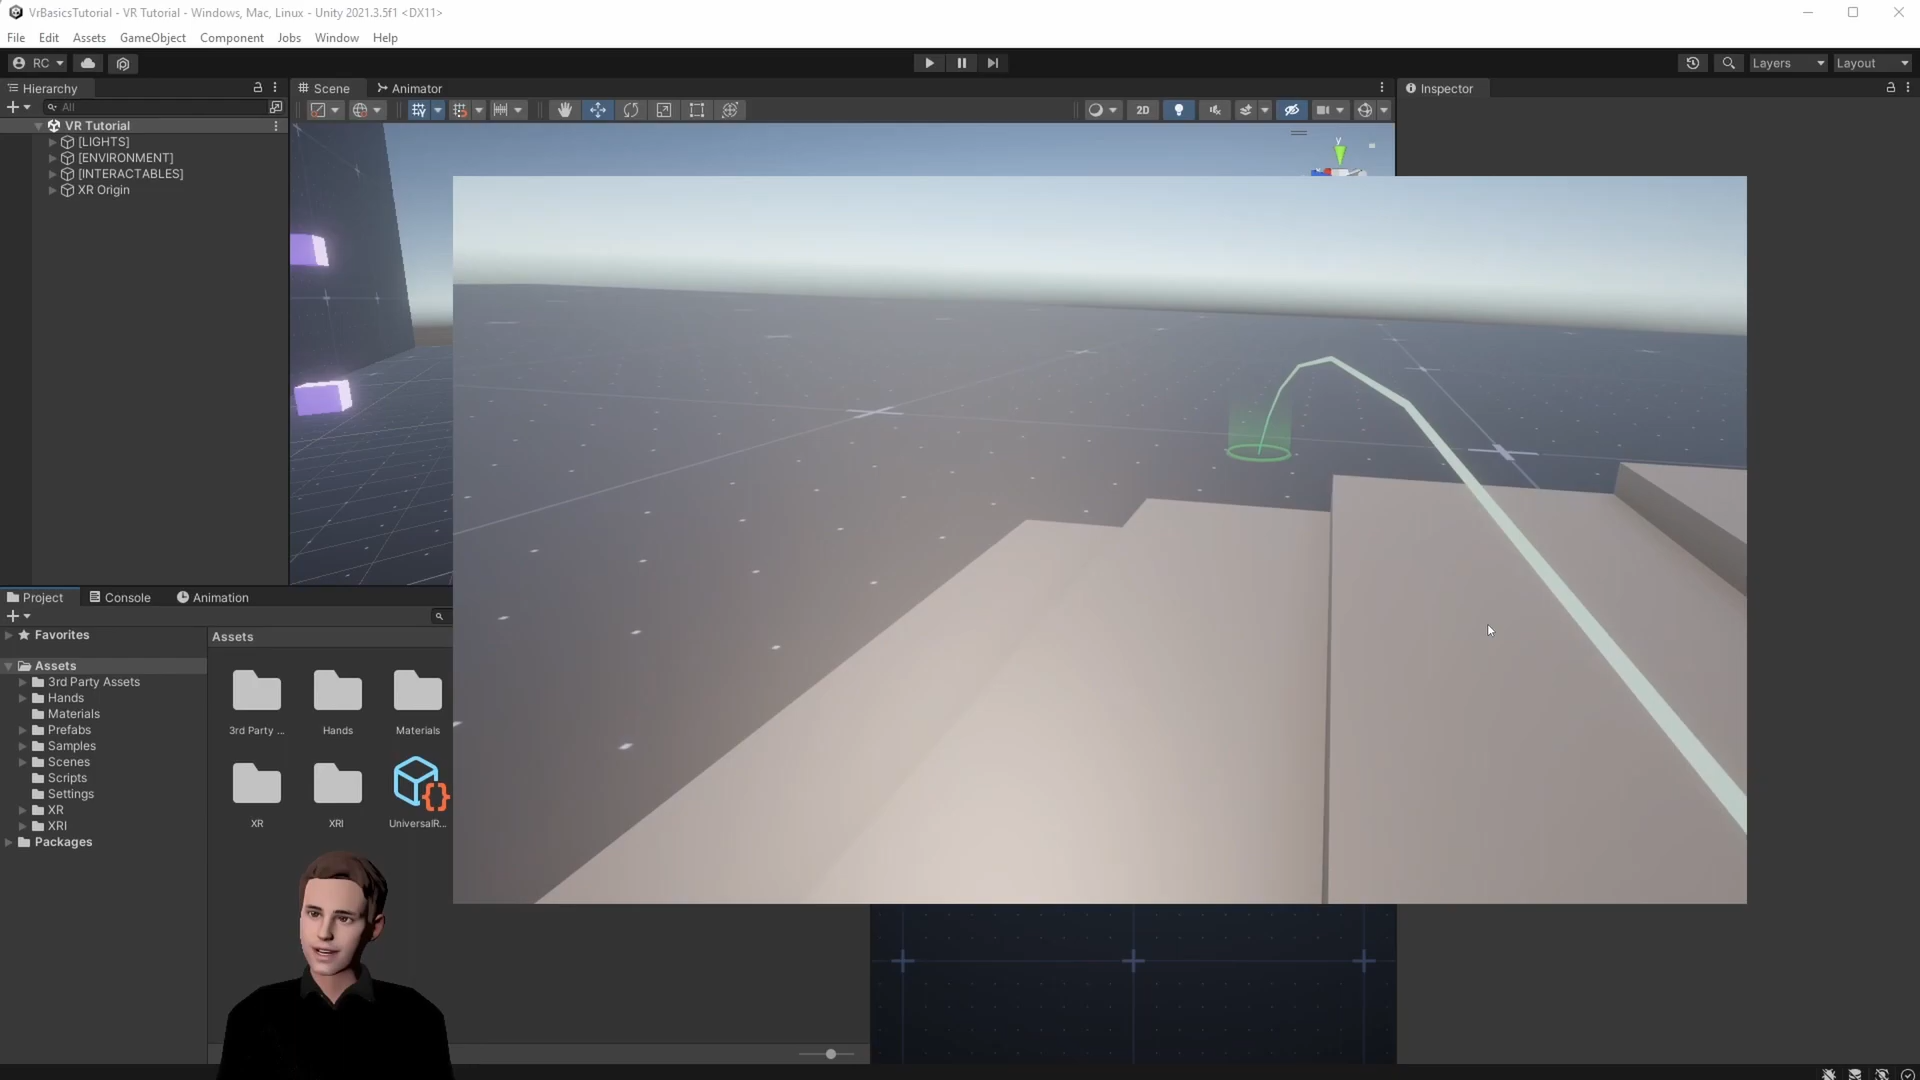 VrBasicsTutorial - VR Tutorial - Windows, Mac, Linux - Unity 2021.3.5f1 <DX11>
File Edit Assets GameObject Component Jobs Window Help
RC Layers Layout
Hierarchy Scene Animator Inspector
All 2D
VR Tutorial
y
[LIGHTS]
[ENVIRONMENT]
[INTERACTABLES]
XR Origin
Project Console Animation
Favorites Assets
Assets
3rd Party Assets
Hands
Materials
Prefabs
Samples
Scenes
Scripts
Settings
XR
XRI
Packages
3rd Party ... Hands Materials
XR XRI UniversalR...